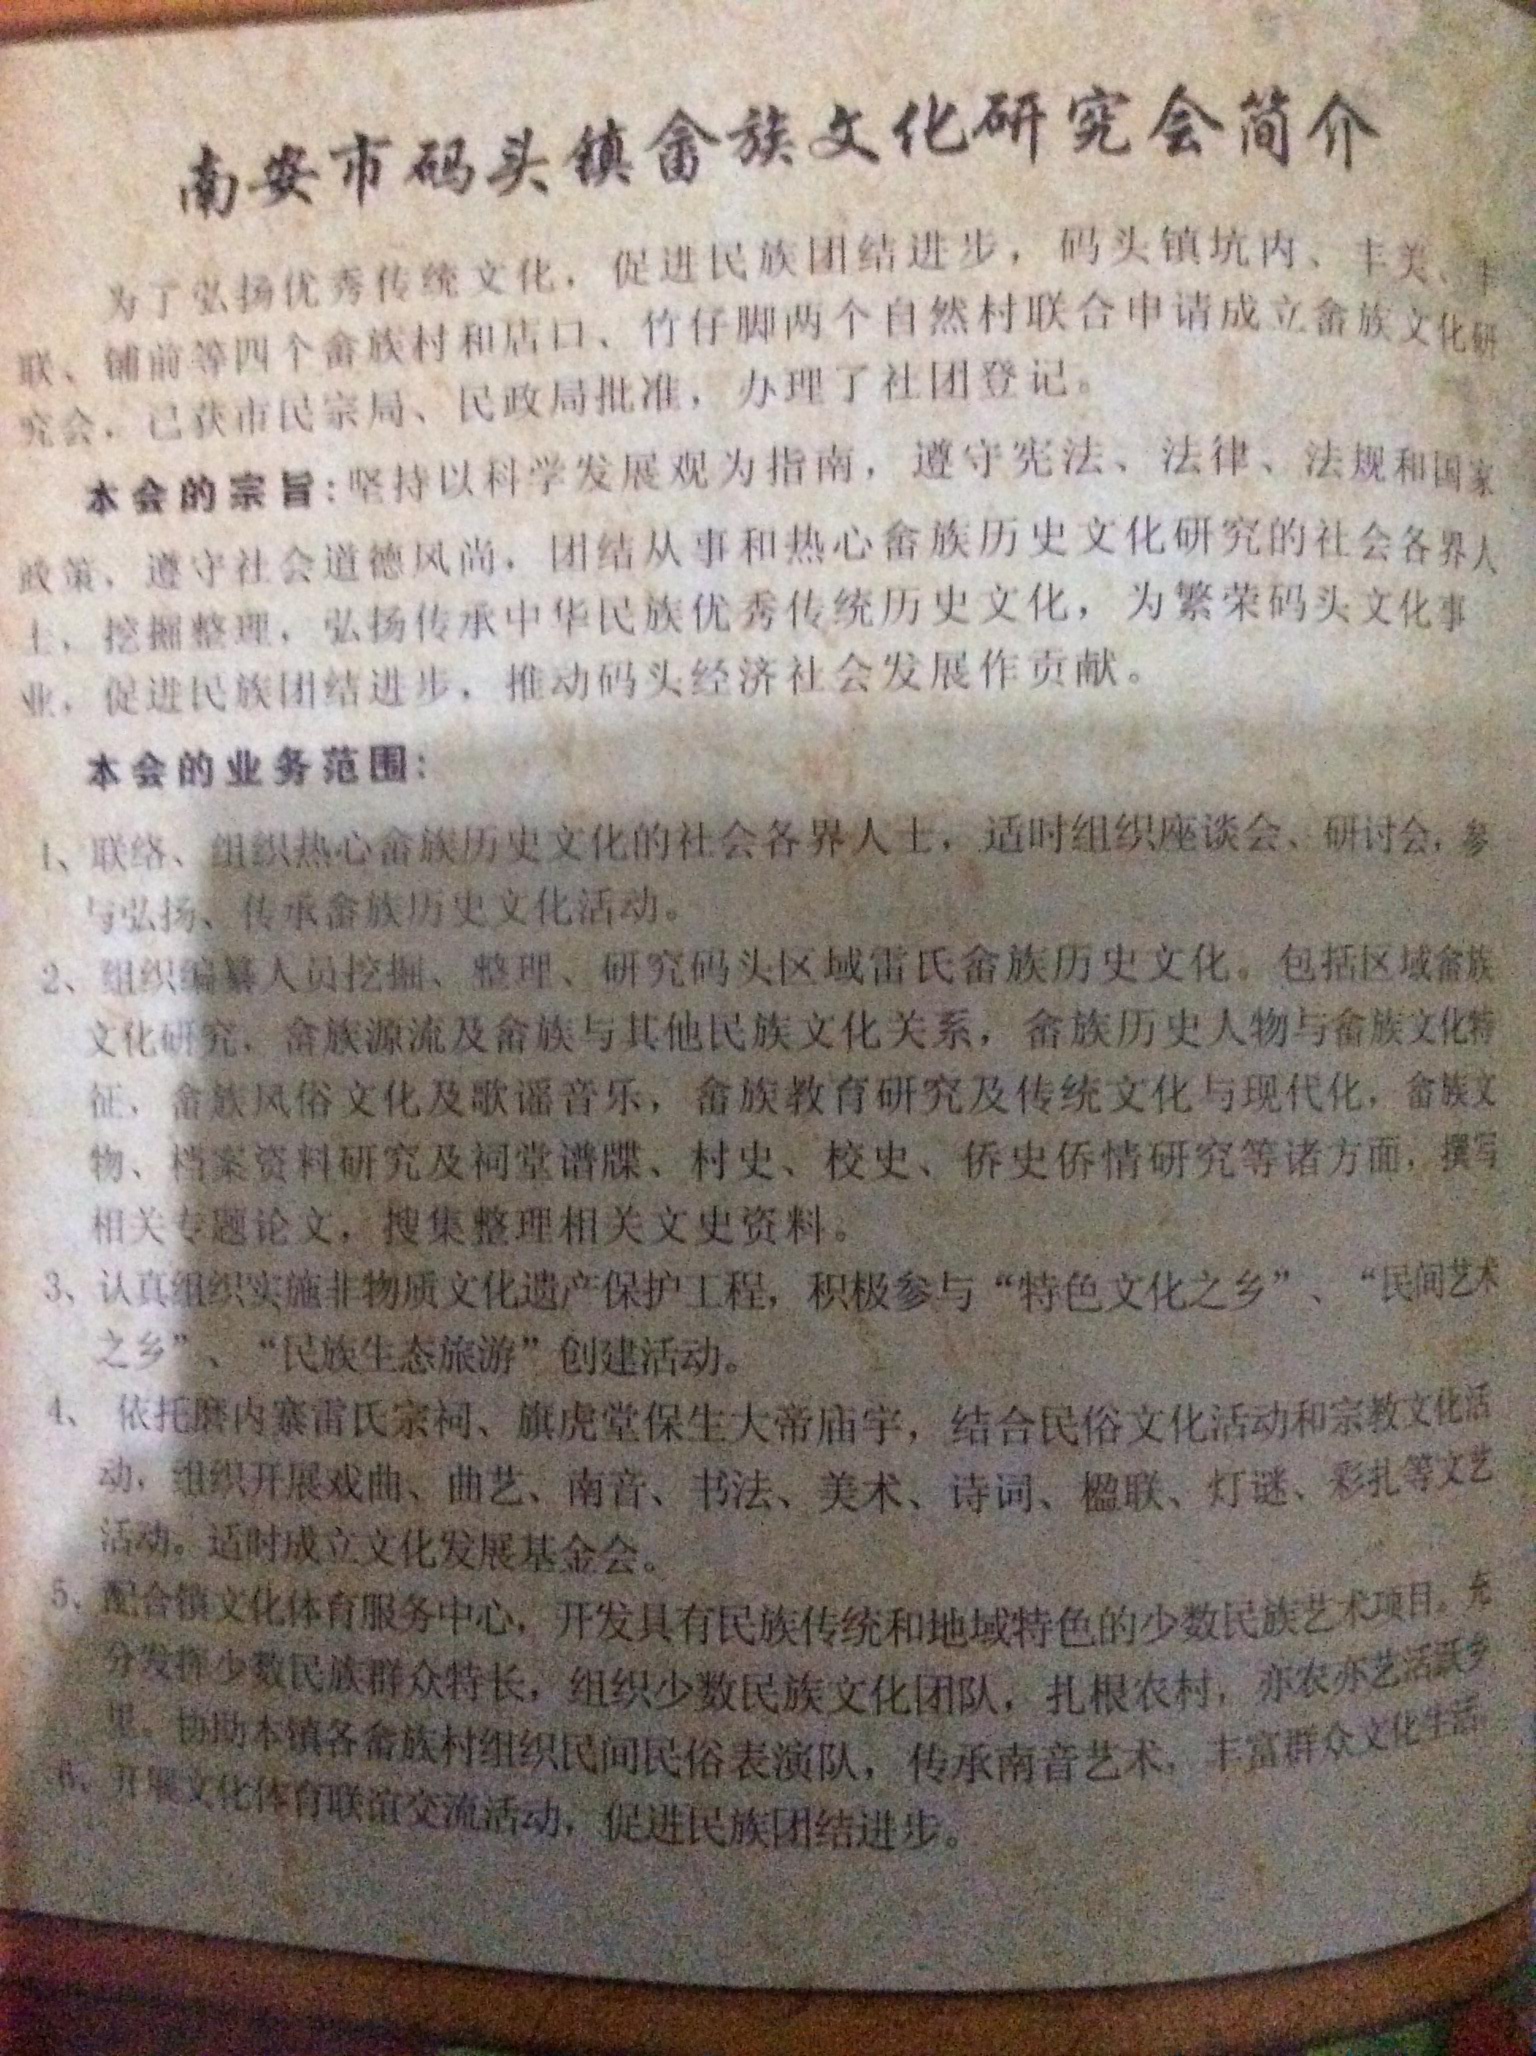 南安市码头镇畲族文化研究会简介
为了弘扬优秀传统文化，促进民族团结进步，码头镇坑内、丰美、丰
联、铺前等四个畲族村和店口、竹仔脚两个自然村联合申请成立畲族文化研
究会，已获市民宗局、民政局批准，办理了社团登记。
本会的宗旨：坚持以科学发展观为指南，遵守宪法、法律、法规和国家
政策，遵守社会道德风尚，团结从事和热心畲族历史文化研究的社会各界人
士，挖掘整理，弘扬传承中华民族优秀传统历史文化，为繁荣码头文化事
业，促进民族团结进步，推动码头经济社会发展作贡献。
本会的业务范围：
1、联络、组织热心畲族历史文化的社会各界人士，适时组织座谈会、研讨会，参
与弘扬、传承畲族历史文化活动。
2、组织编纂人员挖掘、整理、研究码头区域雷氏畲族历史文化。包括区域畲族
文化研究，畲族源流及畲族与其他民族文化关系，畲族历史人物与畲族文化特
征，畲族风俗文化及歌谣音乐，畲族教育研究及传统文化与现代化，畲族文
物、档案资料研究及祠堂谱牒、村史、校史、侨史侨情研究等诸方面，撰写
相关专题论文，搜集整理相关文史资料。
3、认真组织实施非物质文化遗产保护工程，积极参与“特色文化之乡”、“民间艺术
之乡”、“民族生态旅游”创建活动。
4、依托磨内寨雷氏宗祠、旗虎堂保生大帝庙宇，结合民俗文化活动和宗教文化活
动，组织开展戏曲、曲艺、南音、书法、美术、诗词、楹联、灯谜、彩扎等文艺
活动。适时成立文化发展基金会。
5、配合镇文化体育服务中心，开发具有民族传统和地域特色的少数民族艺术项目。充
分发挥少数民族群众特长，组织少数民族文化团队，扎根农村，亦农亦艺活跃乡
里。协助本镇各畲族村组织民间民俗表演队，传承南音艺术，丰富群众文化生活。
6、开展文化体育联谊交流活动，促进民族团结进步。